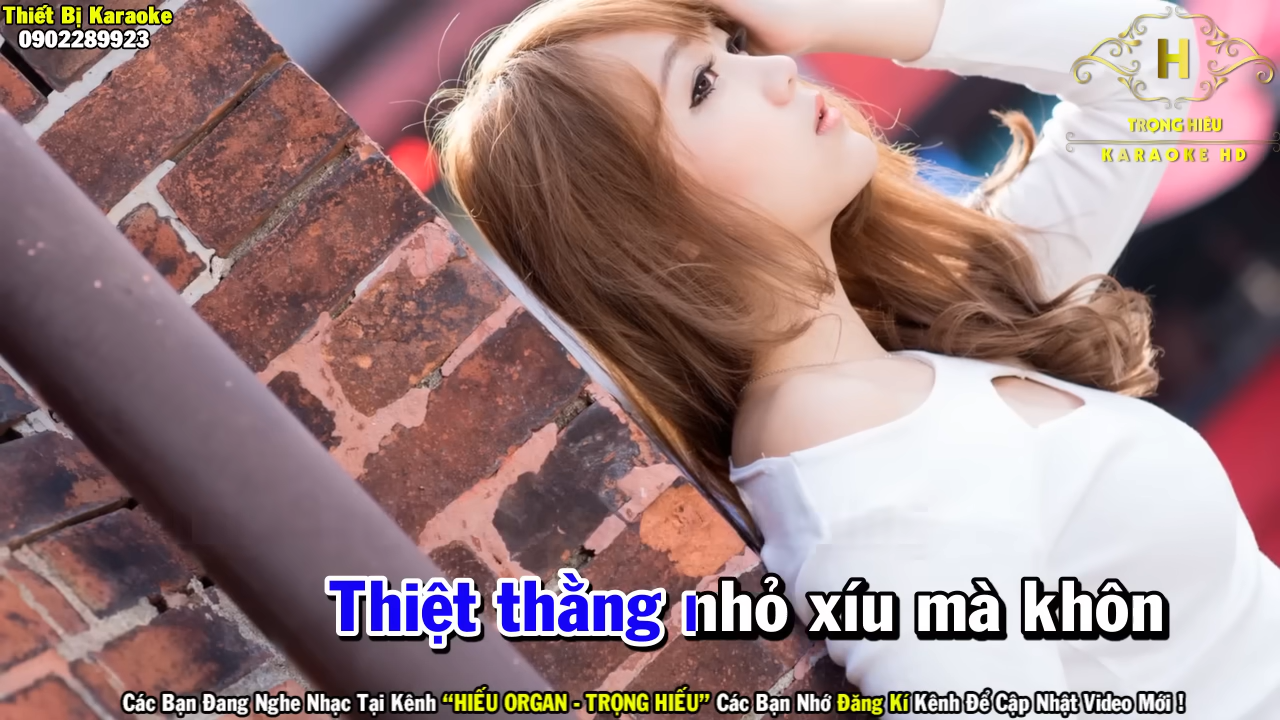 Thiết Bị Karaoke
0902289923
H
TRỌNG HIẾU
KARAOKE HD
Thiệt thằng nhỏ xíu mà khôn
Các Bạn Đang Nghe Nhạc Tại Kênh “HIẾU ORGAN - TRỌNG HIẾU” Các Bạn Nhớ Đăng Kí Kênh Để Cập Nhật Video Mới !